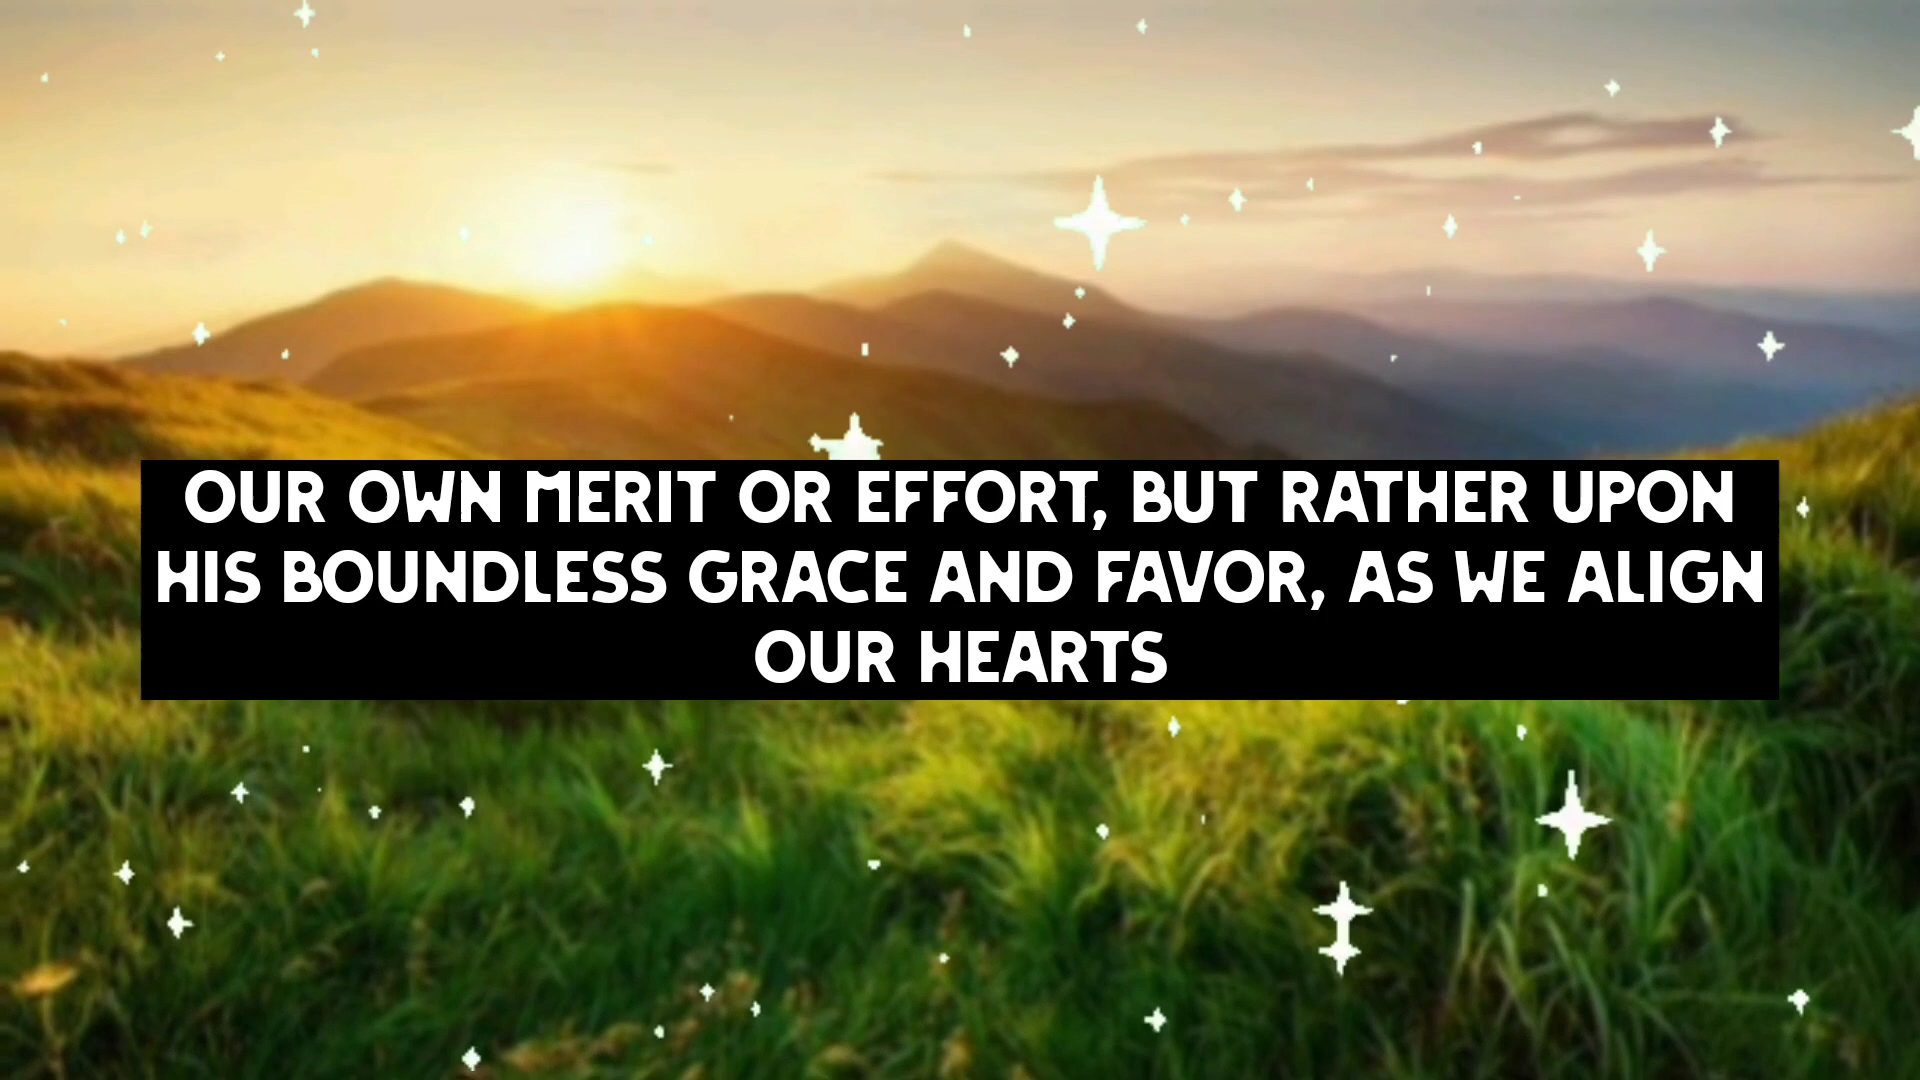 OUR OWN MERIT OR EFFORT, BUT RATHER UPON
HIS BOUNDLESS GRACE AND FAVOR, AS WE ALIGN
OUR HEARTS